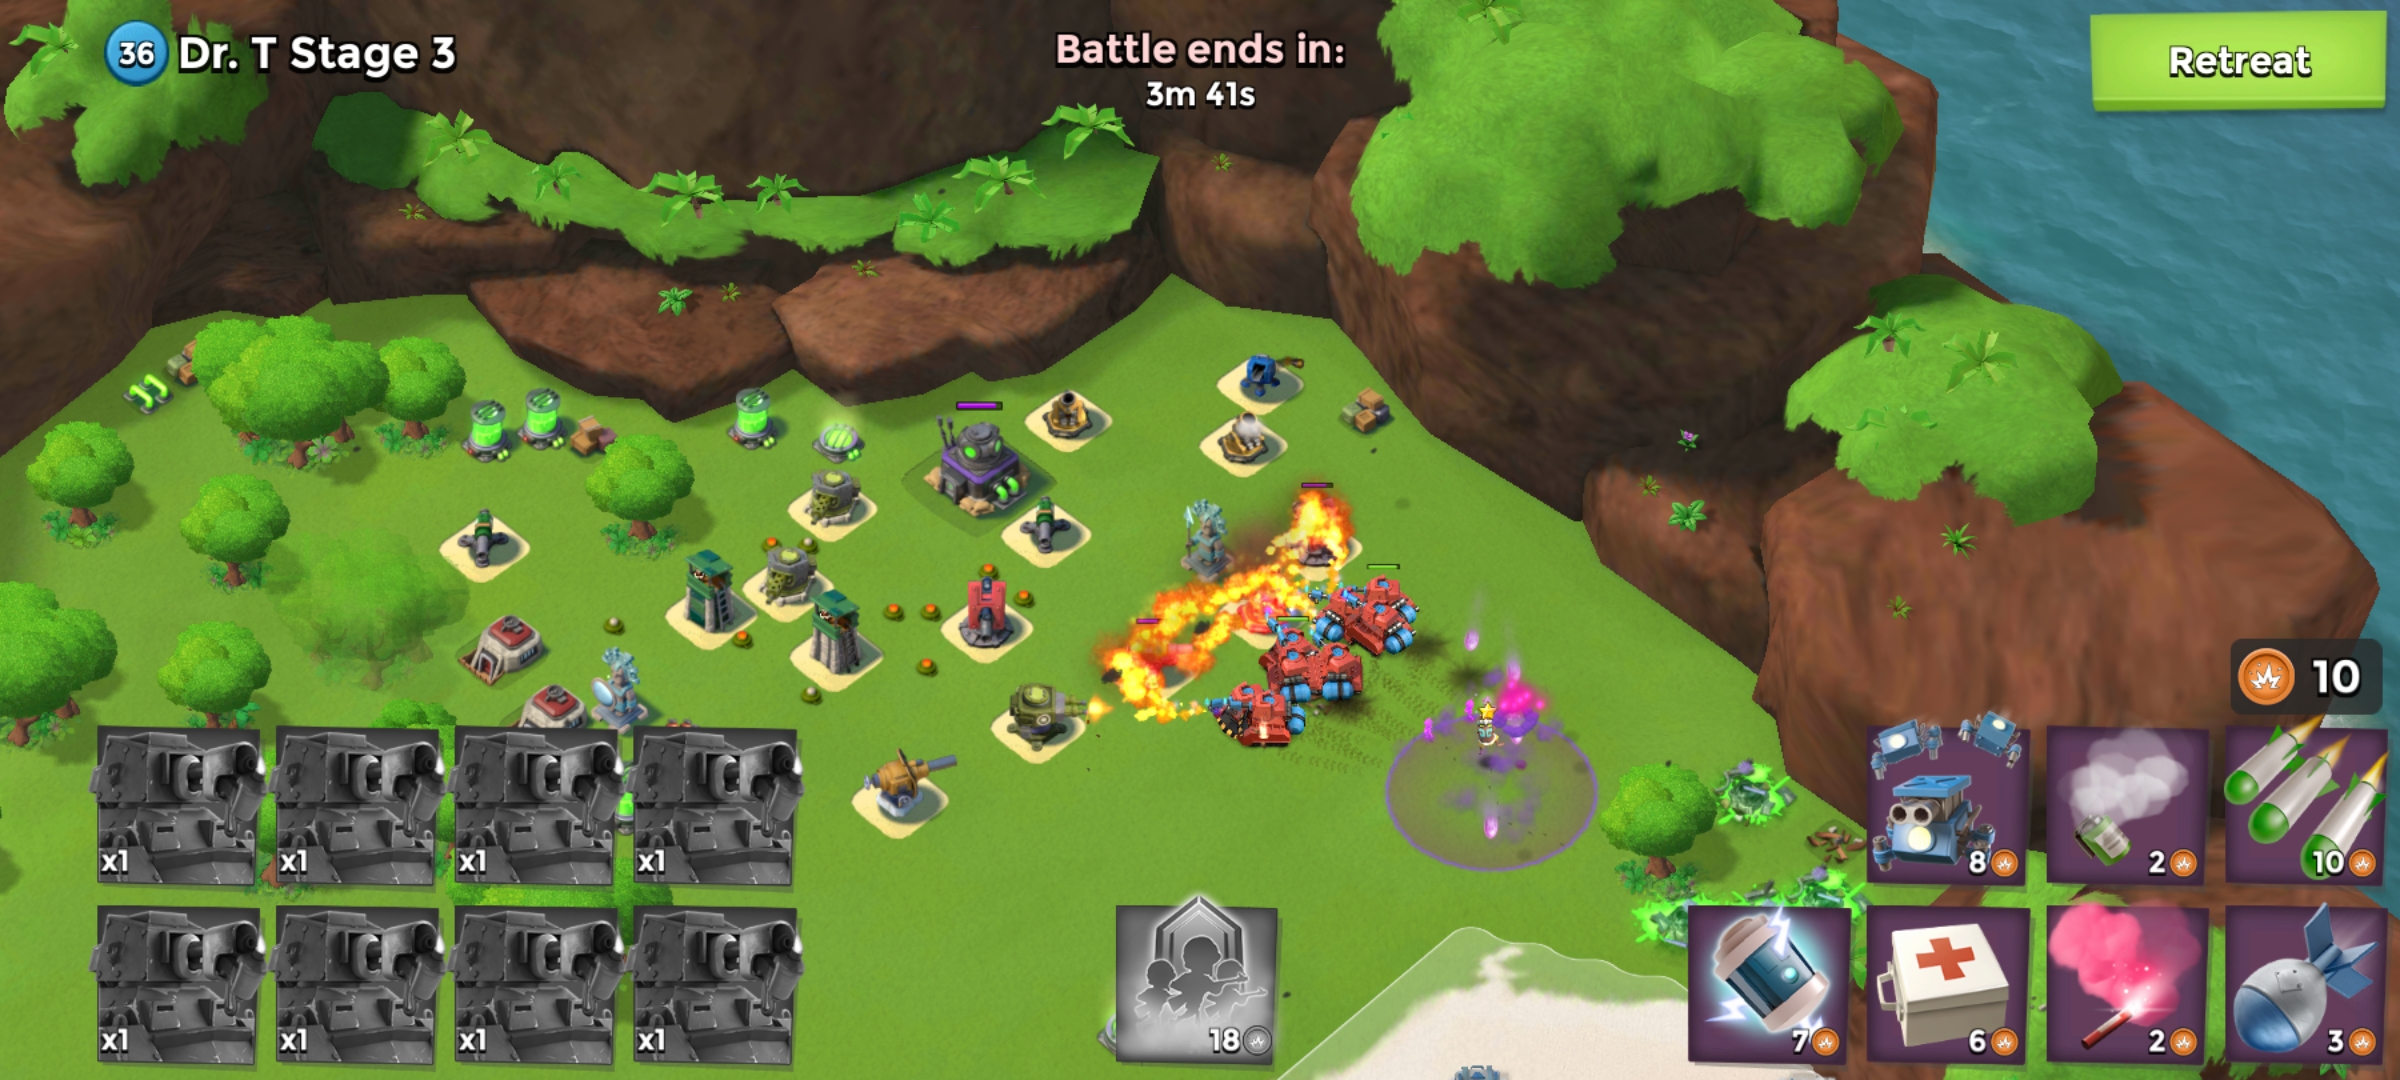 36 Dr. T Stage 3
Battle ends in:
3m 41s
Retreat
10
8 2 10
x1 x1 x1 x1
7 6 2 3
x1 x1 x1 x1
18